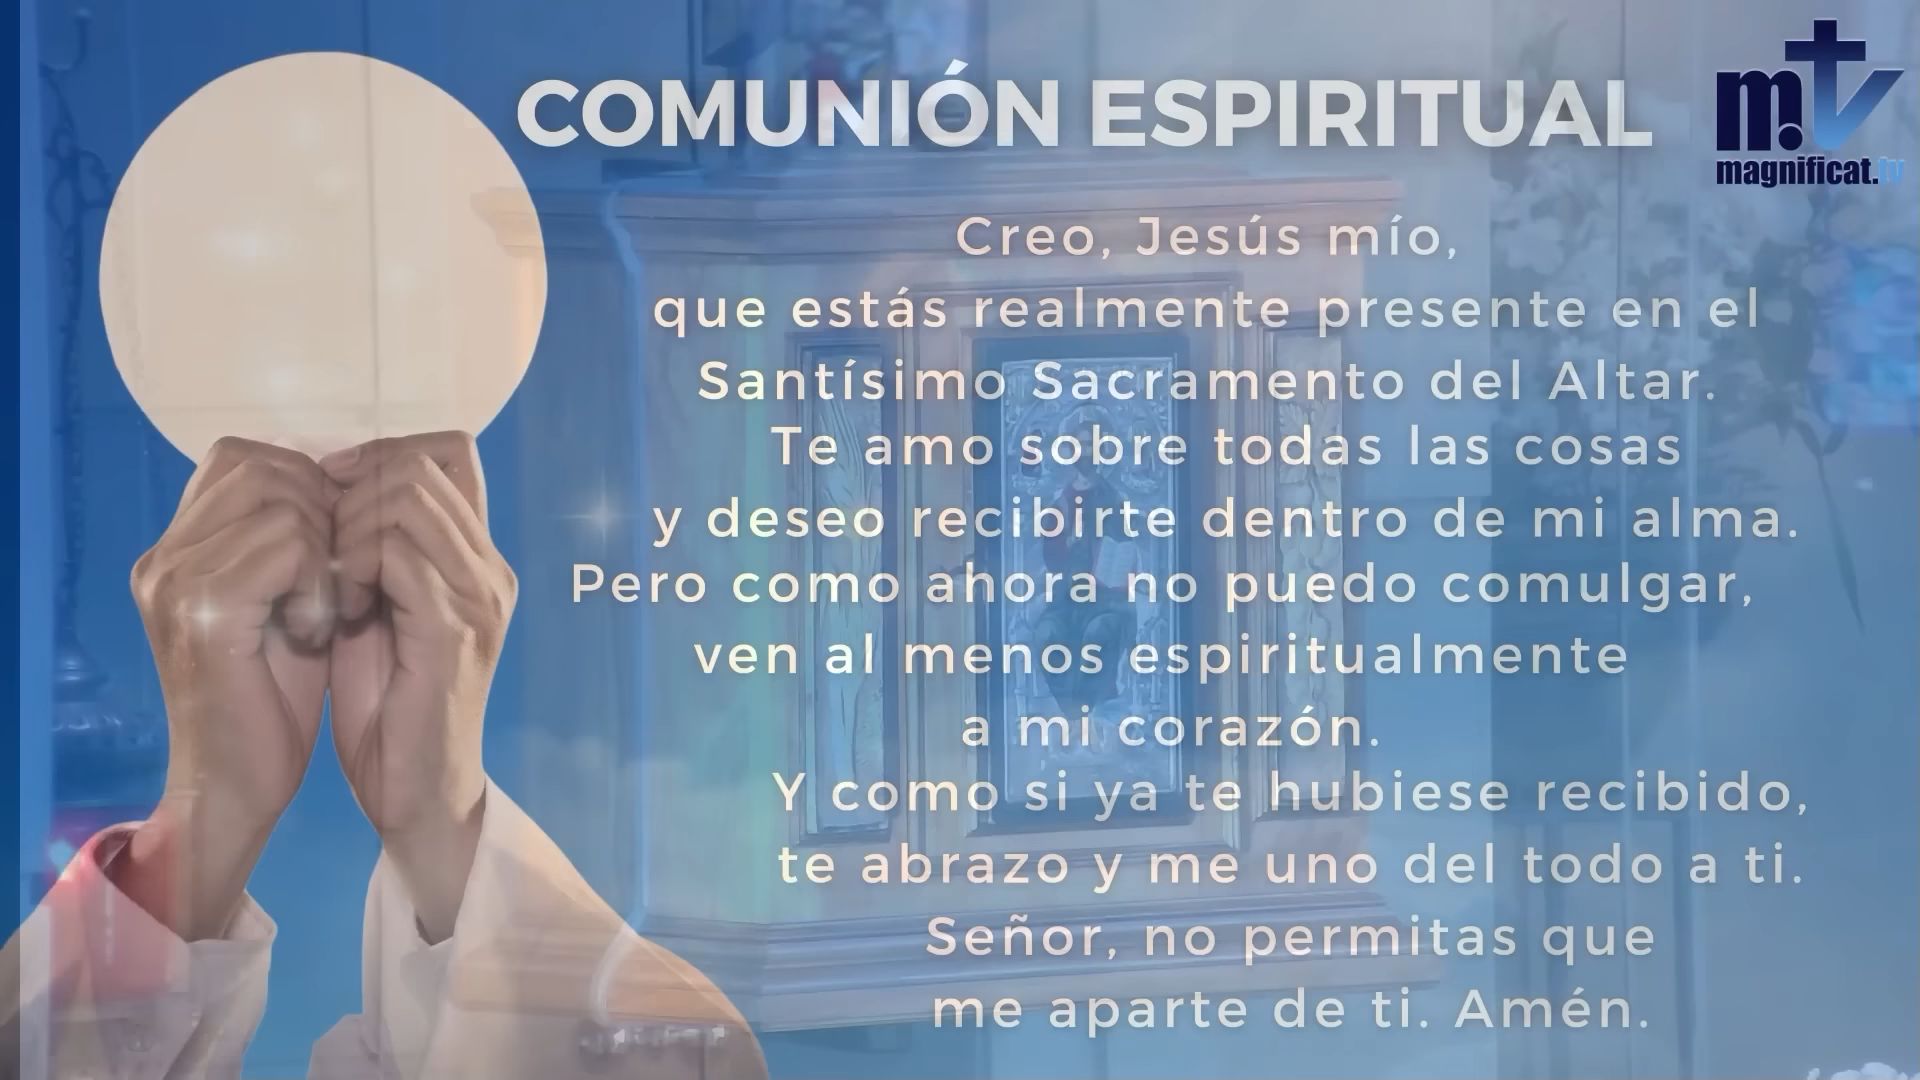 COMUNIÓN ESPIRITUAL
mtv
magnificat.tv
Creo, Jesús mío,
que estás realmente presente en el
Santísimo Sacramento del Altar.
Te amo sobre todas las cosas
y deseo recibirte dentro de mi alma.
Pero como ahora no puedo comulgar,
ven al menos espiritualmente
a mi corazón.
Y como si ya te hubiese recibido,
te abrazo y me uno del todo a ti.
Señor, no permitas que
me aparte de ti. Amén.